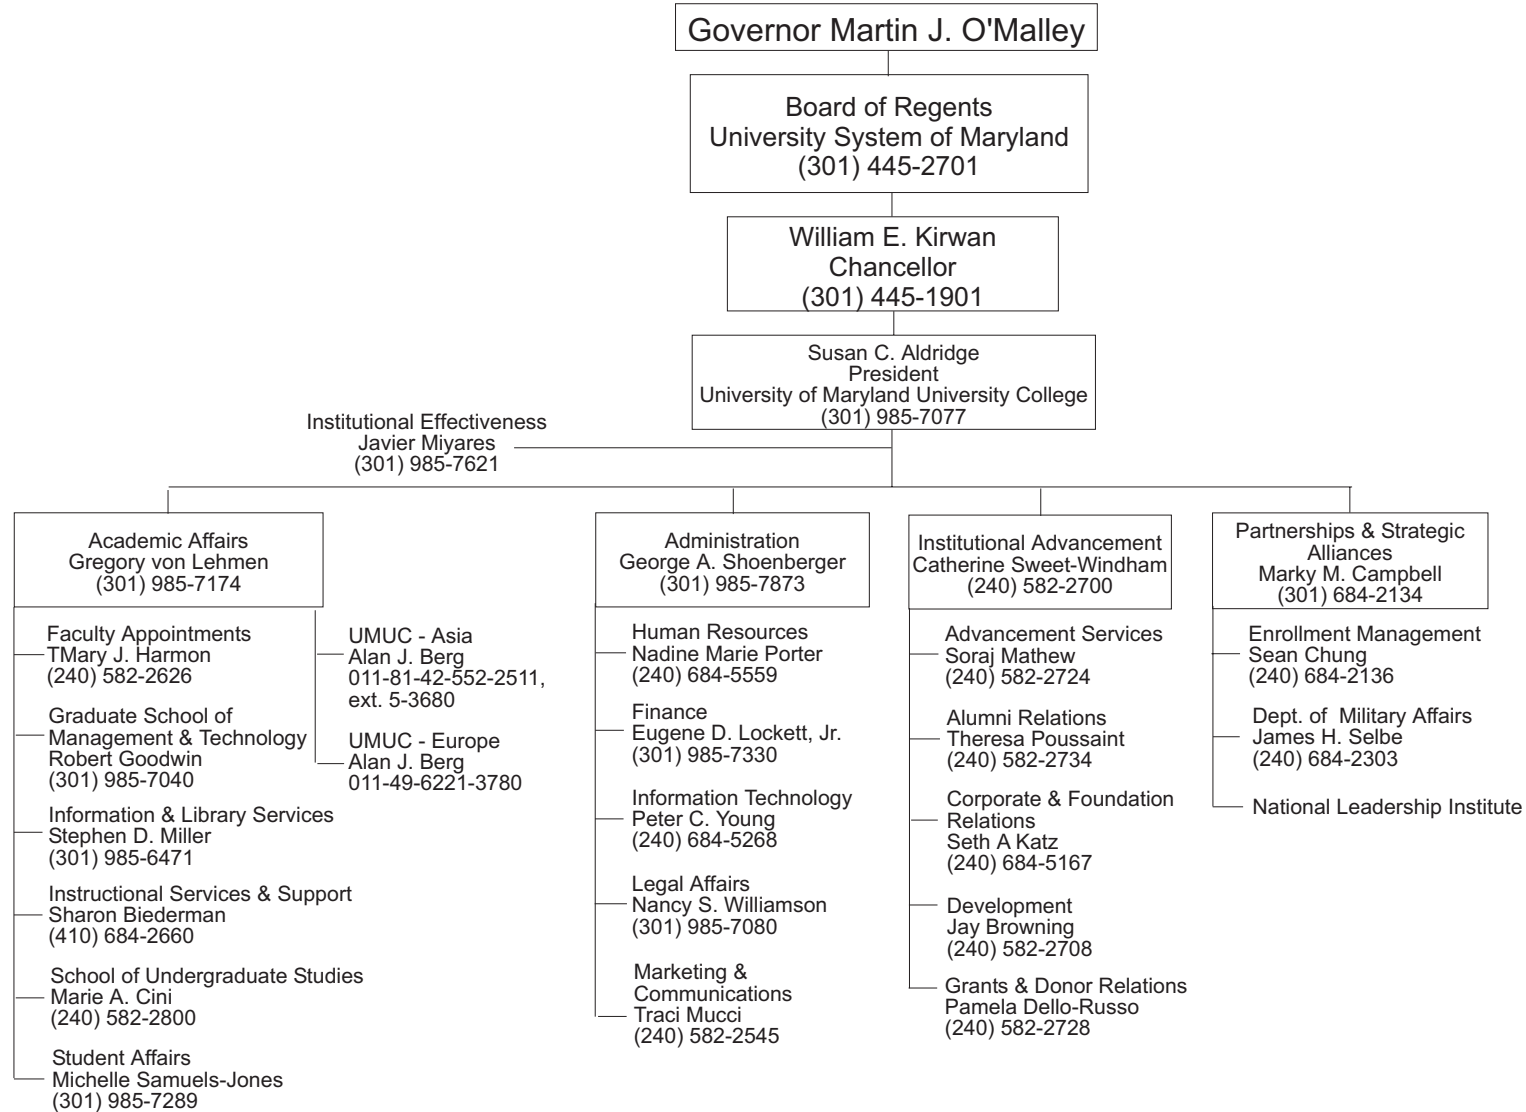 Governor Martin J. O'Malley
Board of Regents
University System of Maryland
(301) 445-2701
William E. Kirwan
Chancellor
(301) 445-1901
Susan C. Aldridge
President
University of Maryland University College
(301) 985-7077
Institutional Effectiveness
Javier Miyares
(301) 985-7621
Academic Affairs
Gregory von Lehmen
(301) 985-7174
Faculty Appointments
TMary J. Harmon
(240) 582-2626
Graduate School of
Management & Technology
Robert Goodwin
(301) 985-7040
Information & Library Services
Stephen D. Miller
(301) 985-6471
Instructional Services & Support
Sharon Biederman
(410) 684-2660
School of Undergraduate Studies
Marie A. Cini
(240) 582-2800
Student Affairs
Michelle Samuels-Jones
(301) 985-7289
UMUC - Asia
Alan J. Berg
011-81-42-552-2511,
ext. 5-3680
UMUC - Europe
Alan J. Berg
011-49-6221-3780
Administration
George A. Shoenberger
(301) 985-7873
Human Resources
Nadine Marie Porter
(240) 684-5559
Finance
Eugene D. Lockett, Jr.
(301) 985-7330
Information Technology
Peter C. Young
(240) 684-5268
Legal Affairs
Nancy S. Williamson
(301) 985-7080
Marketing &
Communications
Traci Mucci
(240) 582-2545
Institutional Advancement
Catherine Sweet-Windham
(240) 582-2700
Advancement Services
Soraj Mathew
(240) 582-2724
Alumni Relations
Theresa Poussaint
(240) 582-2734
Corporate & Foundation
Relations
Seth A Katz
(240) 684-5167
Development
Jay Browning
(240) 582-2708
Grants & Donor Relations
Pamela Dello-Russo
(240) 582-2728
Partnerships & Strategic
Alliances
Marky M. Campbell
(301) 684-2134
Enrollment Management
Sean Chung
(240) 684-2136
Dept. of Military Affairs
James H. Selbe
(240) 684-2303
National Leadership Institute